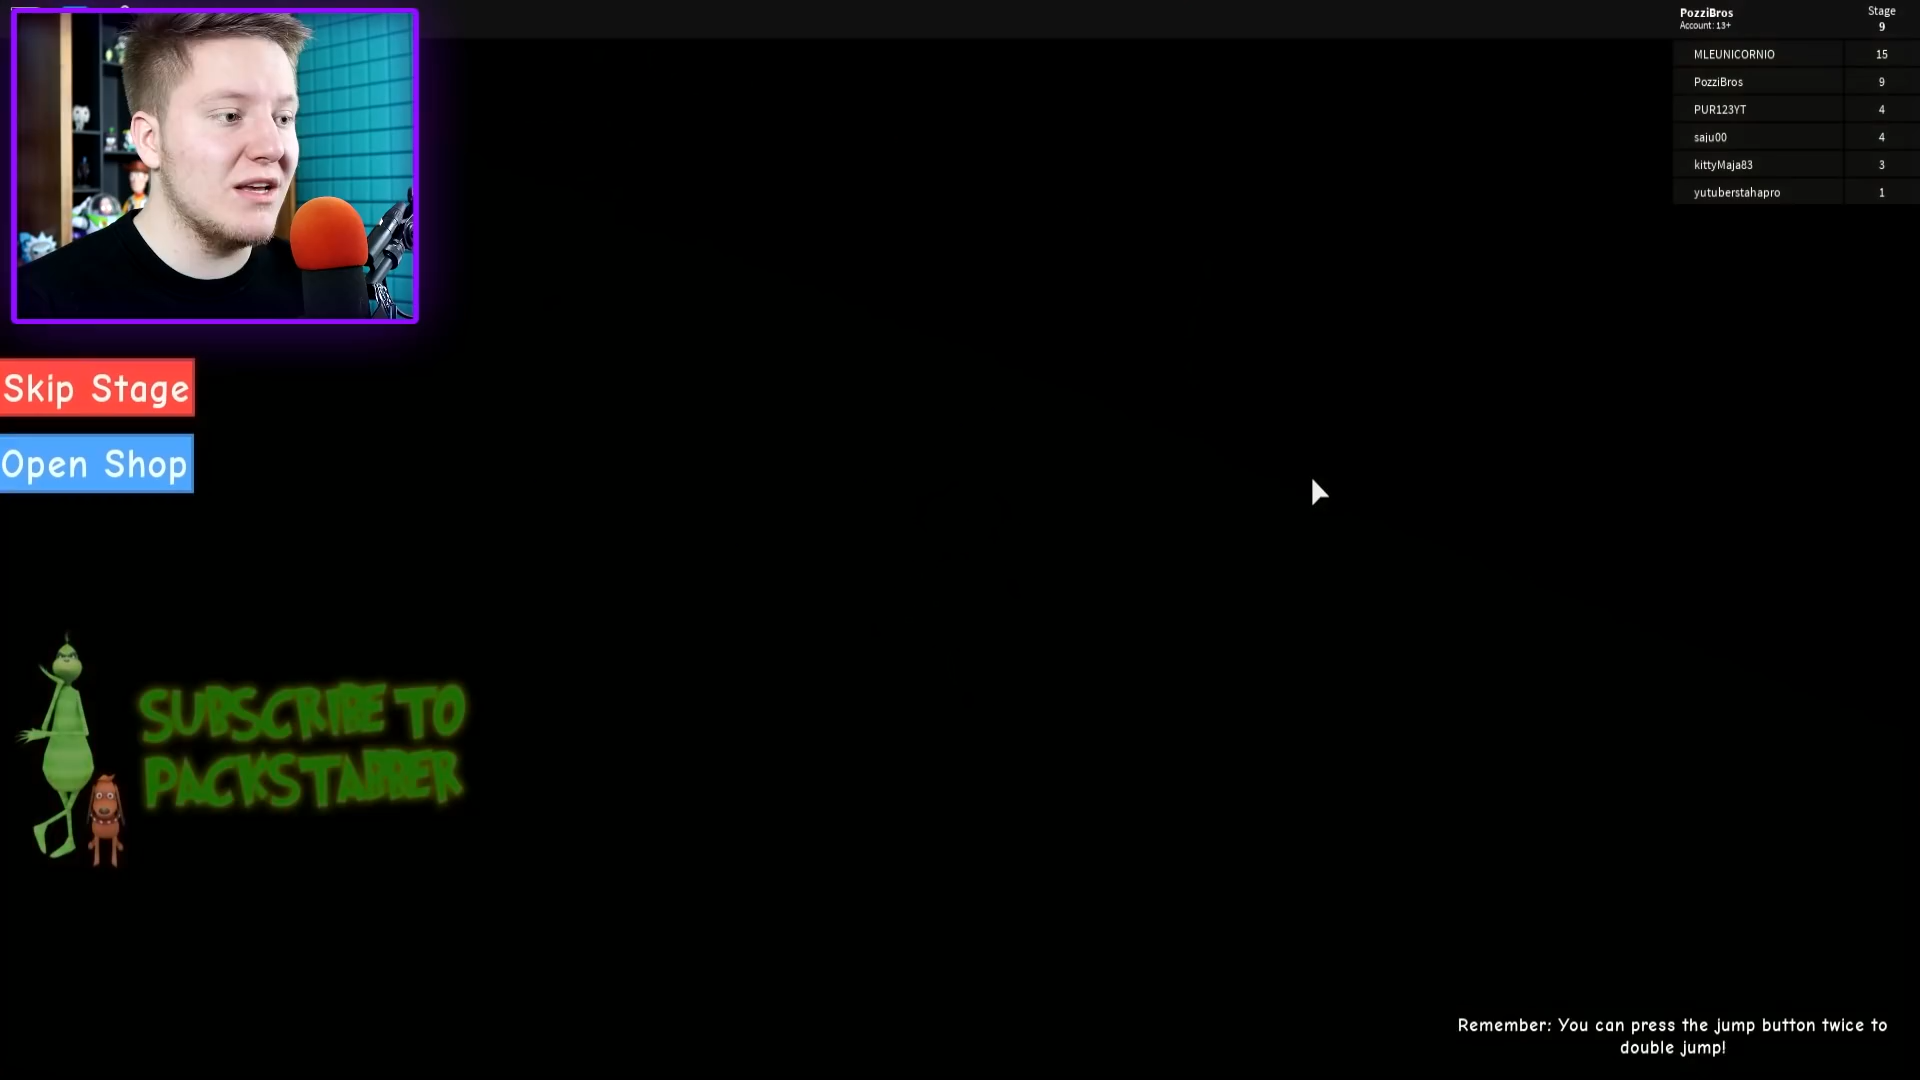 PozziBros
Account: 13+
Stage
9
MLEUNICORNIO 15
PozziBros 9
PUR123YT 4
saju00 4
kittyMaja83 3
yutuberstahapro 1
Skip Stage
Open Shop
SUBSCRIBE TO
PACKSTABBER
Remember: You can press the jump button twice to
double jump!